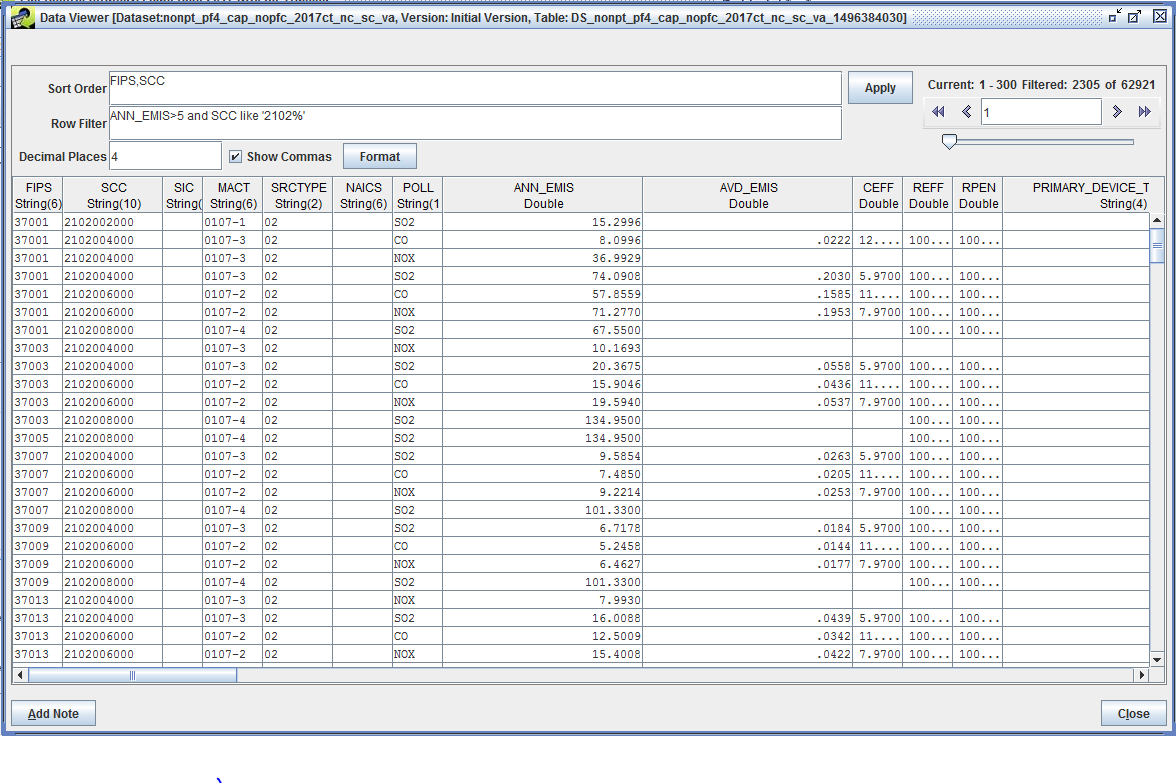 Data Viewer [Dataset:nonpt_pf4_cap_nopfc_2017ct_nc_sc_va, Version: Initial Version, Table: DS_nonpt_pf4_cap_nopfc_2017ct_nc_sc_va_1496384030]
Sort Order FIPS,SCC Apply Current: 1 - 300 Filtered: 2305 of 62921
Row Filter ANN_EMIS>5 and SCC like '2102%' 1
Decimal Places 4 Show Commas Format
FIPS SCC SIC MACT SRCTYPE NAICS POLL ANN_EMIS AVD_EMIS CEFF REFF RPEN PRIMARY_DEVICE_T
String(6) String(10) String( String(6) String(2) String(6) String(1 Double Double Double Double Double String(4)
37001 2102002000 0107-1 02 SO2 15.2996
37001 2102004000 0107-3 02 CO 8.0996 .0222 12.... 100... 100...
37001 2102004000 0107-3 02 NOX 36.9929
37001 2102004000 0107-3 02 SO2 74.0908 .2030 5.9700 100... 100...
37001 2102006000 0107-2 02 CO 57.8559 .1585 11.... 100... 100...
37001 2102006000 0107-2 02 NOX 71.2770 .1953 7.9700 100... 100...
37001 2102008000 0107-4 02 SO2 67.5500 100... 100...
37003 2102004000 0107-3 02 NOX 10.1693
37003 2102004000 0107-3 02 SO2 20.3675 .0558 5.9700 100... 100...
37003 2102006000 0107-2 02 CO 15.9046 .0436 11.... 100... 100...
37003 2102006000 0107-2 02 NOX 19.5940 .0537 7.9700 100... 100...
37003 2102008000 0107-4 02 SO2 134.9500 100... 100...
37005 2102008000 0107-4 02 SO2 134.9500 100... 100...
37007 2102004000 0107-3 02 SO2 9.5854 .0263 5.9700 100... 100...
37007 2102006000 0107-2 02 CO 7.4850 .0205 11.... 100... 100...
37007 2102006000 0107-2 02 NOX 9.2214 .0253 7.9700 100... 100...
37007 2102008000 0107-4 02 SO2 101.3300 100... 100...
37009 2102004000 0107-3 02 SO2 6.7178 .0184 5.9700 100... 100...
37009 2102006000 0107-2 02 CO 5.2458 .0144 11.... 100... 100...
37009 2102006000 0107-2 02 NOX 6.4627 .0177 7.9700 100... 100...
37009 2102008000 0107-4 02 SO2 101.3300 100... 100...
37013 2102004000 0107-3 02 NOX 7.9930
37013 2102004000 0107-3 02 SO2 16.0088 .0439 5.9700 100... 100...
37013 2102006000 0107-2 02 CO 12.5009 .0342 11.... 100... 100...
37013 2102006000 0107-2 02 NOX 15.4008 .0422 7.9700 100... 100...
Add Note Close